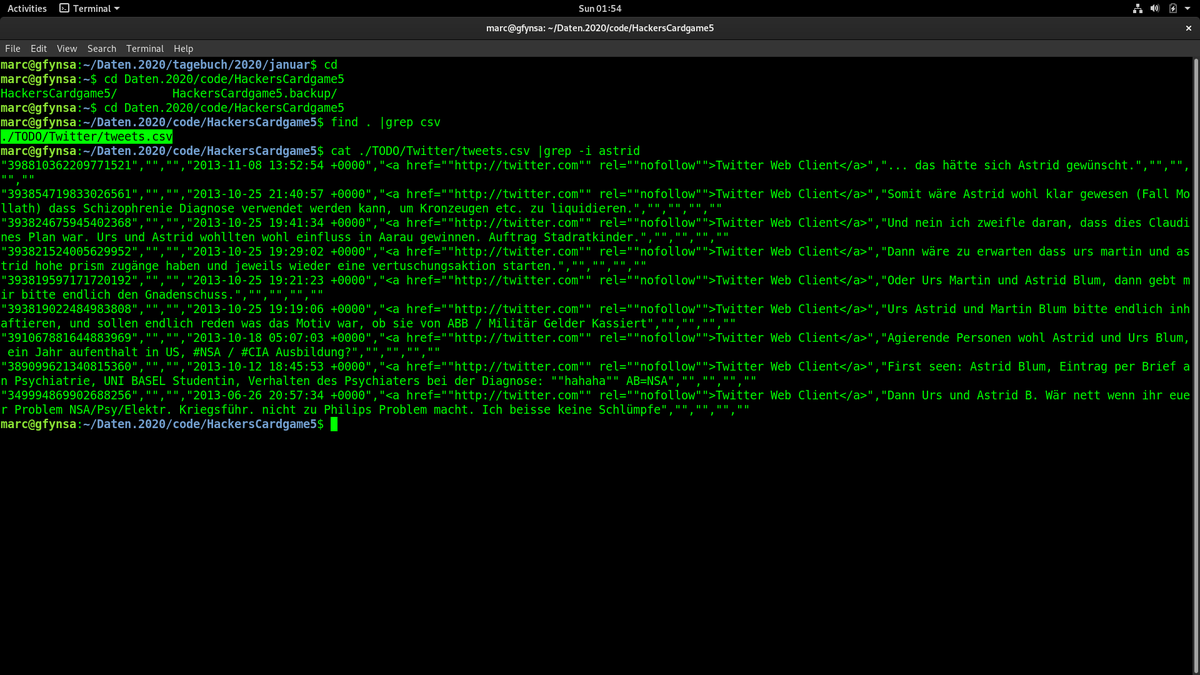 Activities Terminal Sun 01:54
marc@gfynsa: ~/Daten.2020/code/HackersCardgame5 ×
File Edit View Search Terminal Help
marc@gfynsa:~/Daten.2020/tagebuch/2020/januar$ cd
marc@gfynsa:~$ cd Daten.2020/code/HackersCardgame5
HackersCardgame5/ HackersCardgame5.backup/
marc@gfynsa:~$ cd Daten.2020/code/HackersCardgame5
marc@gfynsa:~/Daten.2020/code/HackersCardgame5$ find . |grep csv
./TODO/Twitter/tweets.csv
marc@gfynsa:~/Daten.2020/code/HackersCardgame5$ cat ./TODO/Twitter/tweets.csv |grep -i astrid
"398810362209771521","","","2013-11-08 13:52:54 +0000","<a href=""http://twitter.com"" rel=""nofollow"">Twitter Web Client</a>","... das hätte sich Astrid gewünscht.","","",
"",""
"393854719833026561","","","2013-10-25 21:40:57 +0000","<a href=""http://twitter.com"" rel=""nofollow"">Twitter Web Client</a>","Somit wäre Astrid wohl klar gewesen (Fall Mo
llath) dass Schizophrenie Diagnose verwendet werden kann, um Kronzeugen etc. zu liquidieren.","","","",""
"393824675945402368","","","2013-10-25 19:41:34 +0000","<a href=""http://twitter.com"" rel=""nofollow"">Twitter Web Client</a>","Und nein ich zweifle daran, dass dies Claudi
nes Plan war. Urs und Astrid wohllten wohl einfluss in Aarau gewinnen. Auftrag Stadratkinder.","","","",""
"393821524005629952","","","2013-10-25 19:29:02 +0000","<a href=""http://twitter.com"" rel=""nofollow"">Twitter Web Client</a>","Dann wäre zu erwarten dass urs martin und as
trid hohe prism zugänge haben und jeweils wieder eine vertuschungsaktion starten.","","","",""
"393819597171720192","","","2013-10-25 19:21:23 +0000","<a href=""http://twitter.com"" rel=""nofollow"">Twitter Web Client</a>","Oder Urs Martin und Astrid Blum, dann gebt m
ir bitte endlich den Gnadenschuss.","","","",""
"393819022484983808","","","2013-10-25 19:19:06 +0000","<a href=""http://twitter.com"" rel=""nofollow"">Twitter Web Client</a>","Urs Astrid und Martin Blum bitte endlich inh
aftieren, und sollen endlich reden was das Motiv war, ob sie von ABB / Militär Gelder Kassiert","","","",""
"391067881644883969","","","2013-10-18 05:07:03 +0000","<a href=""http://twitter.com"" rel=""nofollow"">Twitter Web Client</a>","Agierende Personen wohl Astrid und Urs Blum,
ein Jahr aufenthalt in US, #NSA / #CIA Ausbildung?","","","",""
"389099621340815360","","","2013-10-12 18:45:53 +0000","<a href=""http://twitter.com"" rel=""nofollow"">Twitter Web Client</a>","First seen: Astrid Blum, Eintrag per Brief a
n Psychiatrie, UNI BASEL Studentin, Verhalten des Psychiaters bei der Diagnose: ""hahaha"" AB=NSA","","","",""
"349994869902688256","","","2013-06-26 20:57:34 +0000","<a href=""http://twitter.com"" rel=""nofollow"">Twitter Web Client</a>","Dann Urs und Astrid B. Wär nett wenn ihr eue
r Problem NSA/Psy/Elektr. Kriegsführ. nicht zu Philips Problem macht. Ich beisse keine Schlümpfe","","","",""
marc@gfynsa:~/Daten.2020/code/HackersCardgame5$